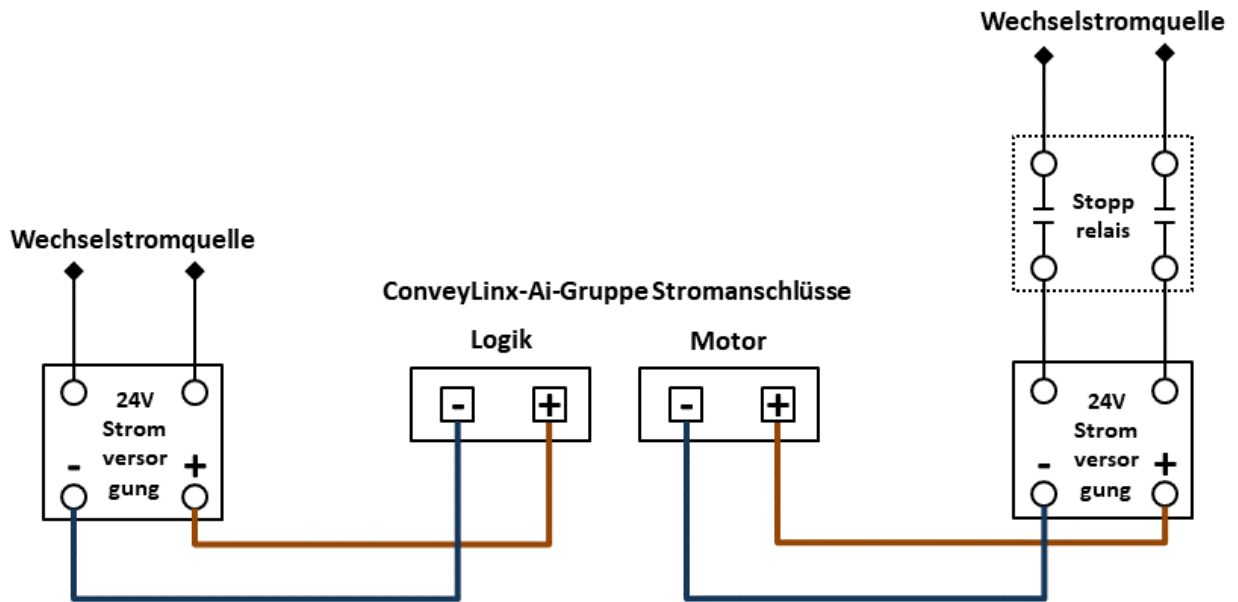 Wechselstromquelle
Stopp
relais
Wechselstromquelle
ConveyLinx-Ai-Gruppe Stromanschlüsse
Logik
Motor
- +
- +
24V
Strom
versor
gung
- +
24V
Strom
versor
gung
- +